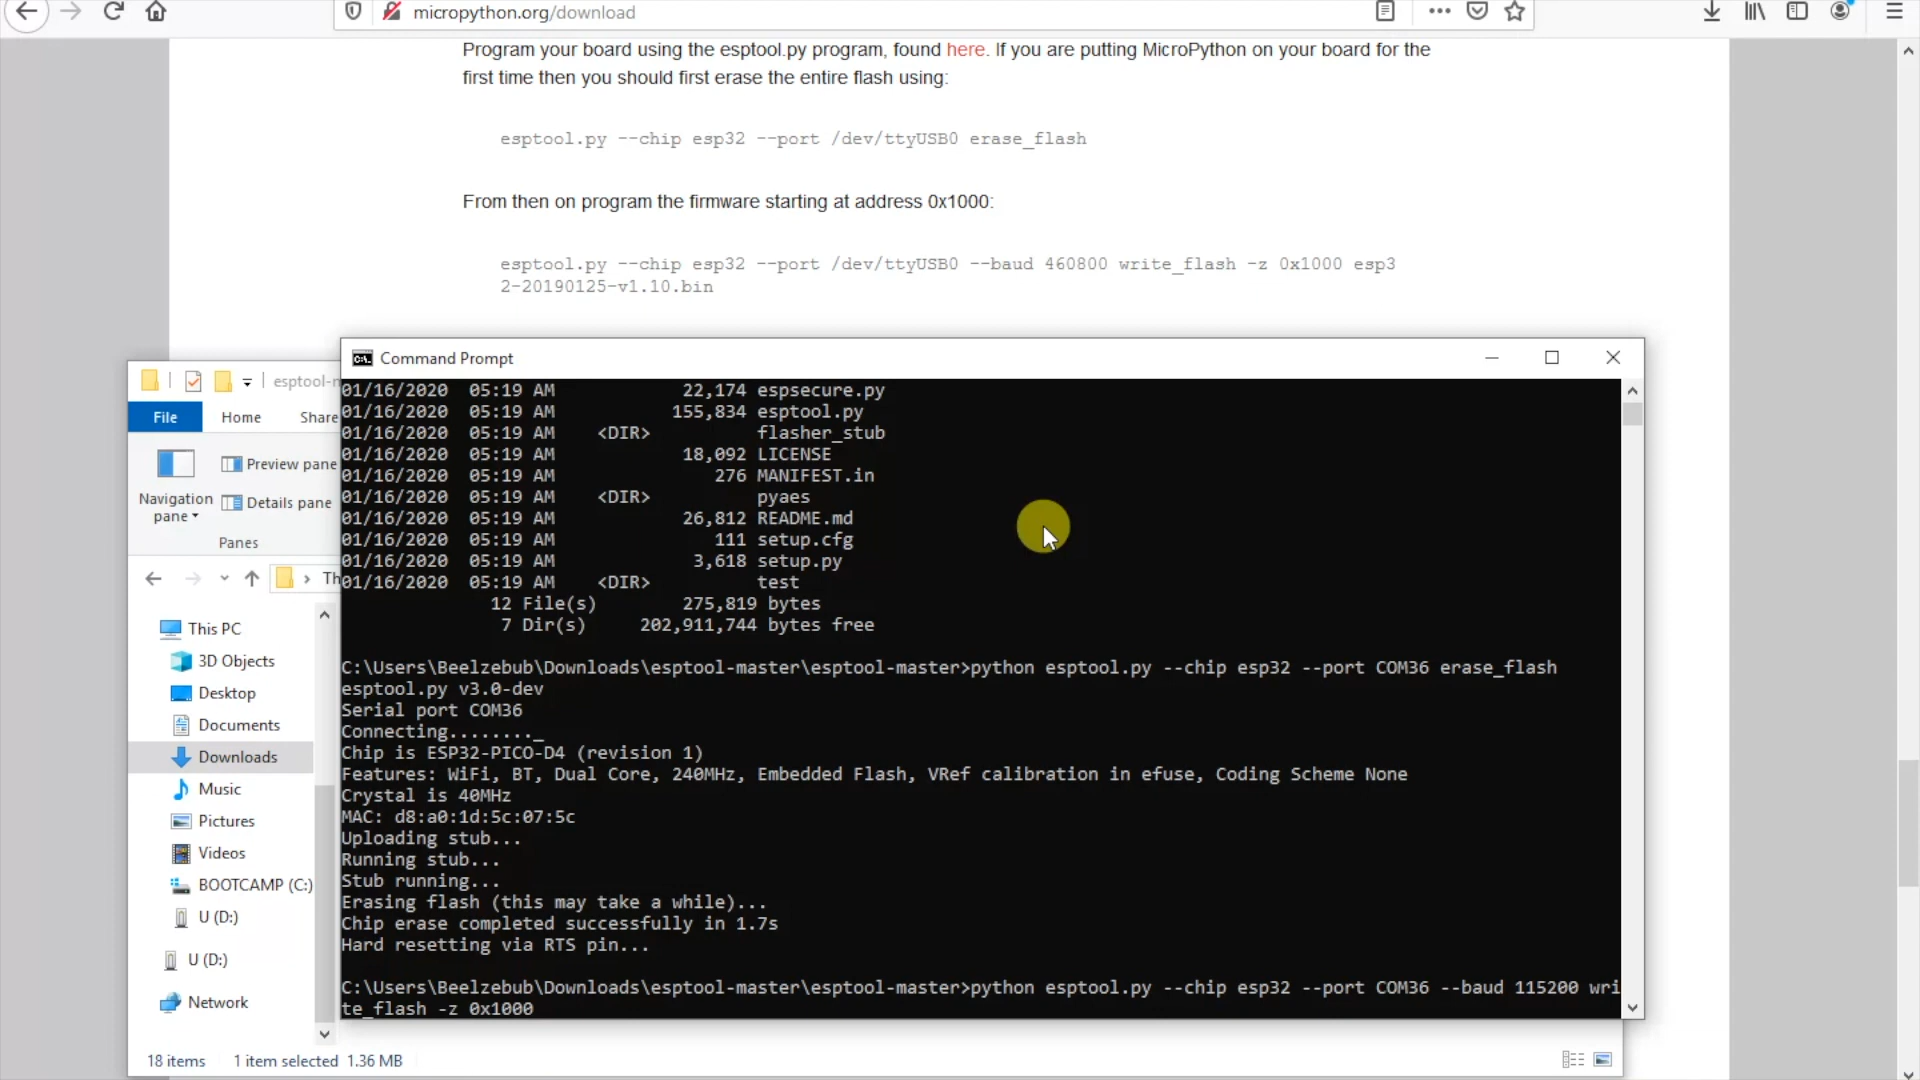 micropython.org/download
Program your board using the esptool.py program, found here. If you are putting MicroPython on your board for the
first time then you should first erase the entire flash using:
esptool.py --chip esp32 --port /dev/ttyUSB0 erase_flash
From then on program the firmware starting at address 0x1000:
esptool.py --chip esp32 --port /dev/ttyUSB0 --baud 460800 write_flash -z 0x1000 esp3
2-20190125-v1.10.bin
esptool-
File
Home
Share
Preview pane
Navigation
pane
Details pane
Panes
Th
This PC
3D Objects
Desktop
Documents
Downloads
Music
Pictures
Videos
BOOTCAMP (C:)
U (D:)
U (D:)
Network
18 items
1 item selected 1.36 MB
Command Prompt
01/16/2020 05:19 AM 22,174 espsecure.py
01/16/2020 05:19 AM 155,834 esptool.py
01/16/2020 05:19 AM <DIR> flasher_stub
01/16/2020 05:19 AM 18,092 LICENSE
01/16/2020 05:19 AM 276 MANIFEST.in
01/16/2020 05:19 AM <DIR> pyaes
01/16/2020 05:19 AM 26,812 README.md
01/16/2020 05:19 AM 111 setup.cfg
01/16/2020 05:19 AM 3,618 setup.py
01/16/2020 05:19 AM <DIR> test
12 File(s) 275,819 bytes
7 Dir(s) 202,911,744 bytes free
C:\Users\Beelzebub\Downloads\esptool-master\esptool-master>python esptool.py --chip esp32 --port COM36 erase_flash
esptool.py v3.0-dev
Serial port COM36
Connecting........_
Chip is ESP32-PICO-D4 (revision 1)
Features: WiFi, BT, Dual Core, 240MHz, Embedded Flash, VRef calibration in efuse, Coding Scheme None
Crystal is 40MHz
MAC: d8:a0:1d:5c:07:5c
Uploading stub...
Running stub...
Stub running...
Erasing flash (this may take a while)...
Chip erase completed successfully in 1.7s
Hard resetting via RTS pin...
C:\Users\Beelzebub\Downloads\esptool-master\esptool-master>python esptool.py --chip esp32 --port COM36 --baud 115200 wri
te_flash -z 0x1000